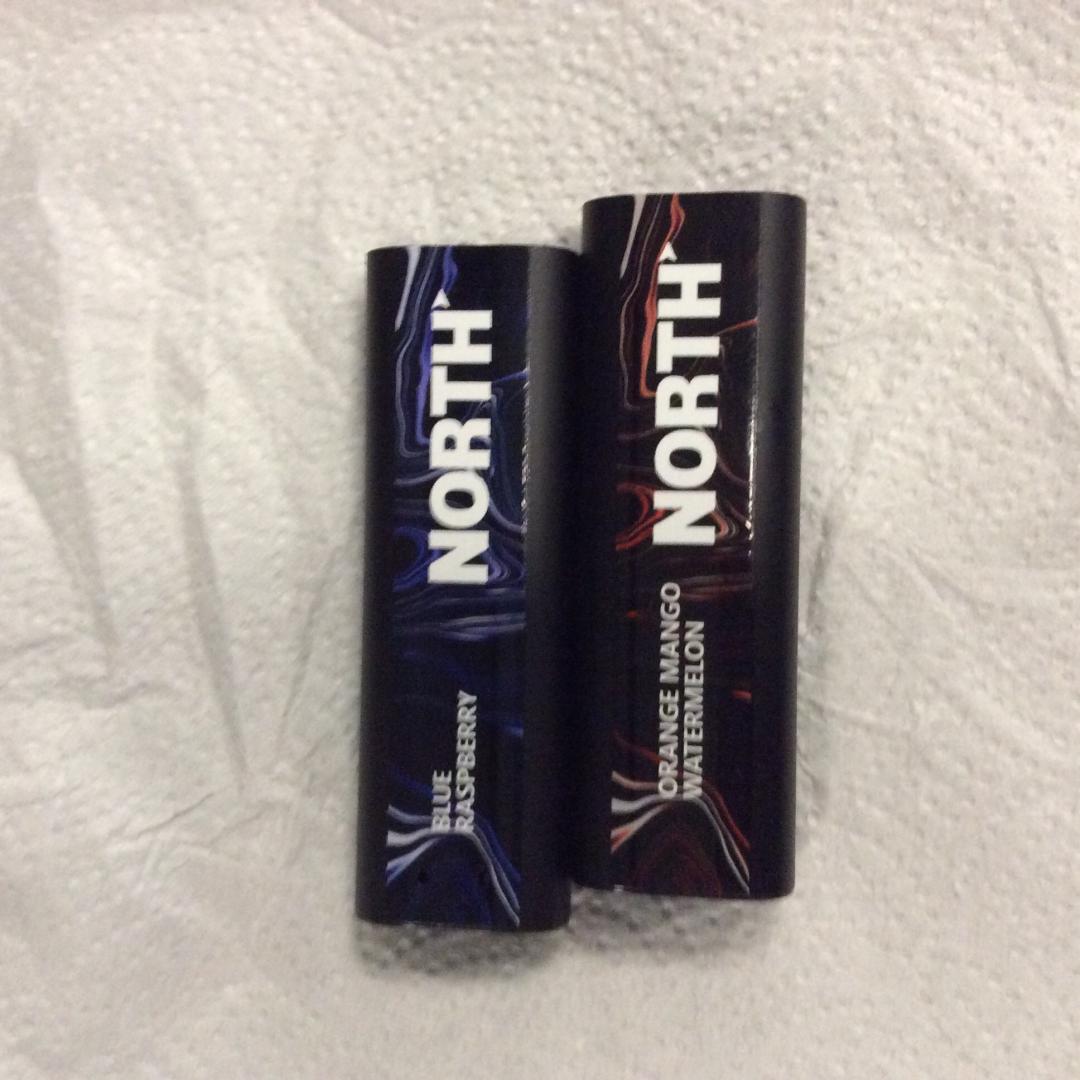 NORTH
BLUE
RASPBERRY
NORTH
ORANGE MANGO
WATERMELON